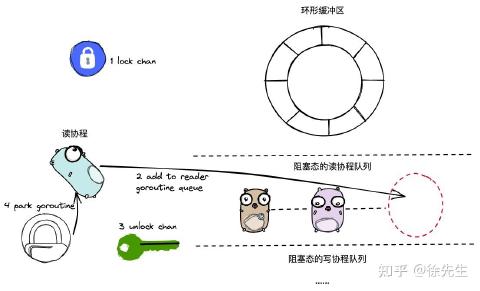 环形缓冲区
1 lock chan
读协程
阻塞态的读协程队列
2 add to reader
goroutine queue
4 park goroutine
3 unlock chan
阻塞态的写协程队列
......
知乎 @徐先生